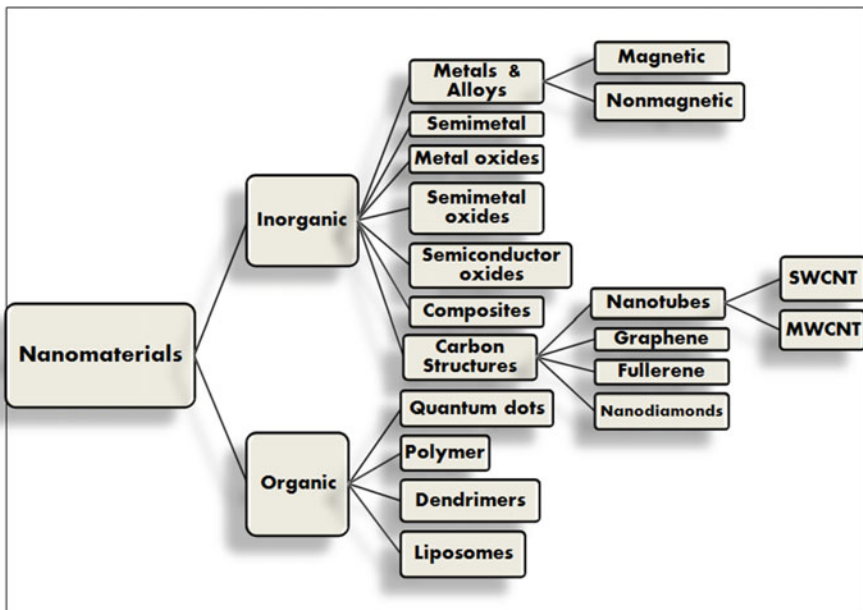 Nanomaterials
Inorganic
Metals &
Alloys
Magnetic
Nonmagnetic
Semimetal
Metal oxides
Semimetal
oxides
Semiconductor
oxides
Composites
Carbon
Structures
Nanotubes
SWCNT
MWCNT
Graphene
Fullerene
Nanodiamonds
Organic
Quantum dots
Polymer
Dendrimers
Liposomes